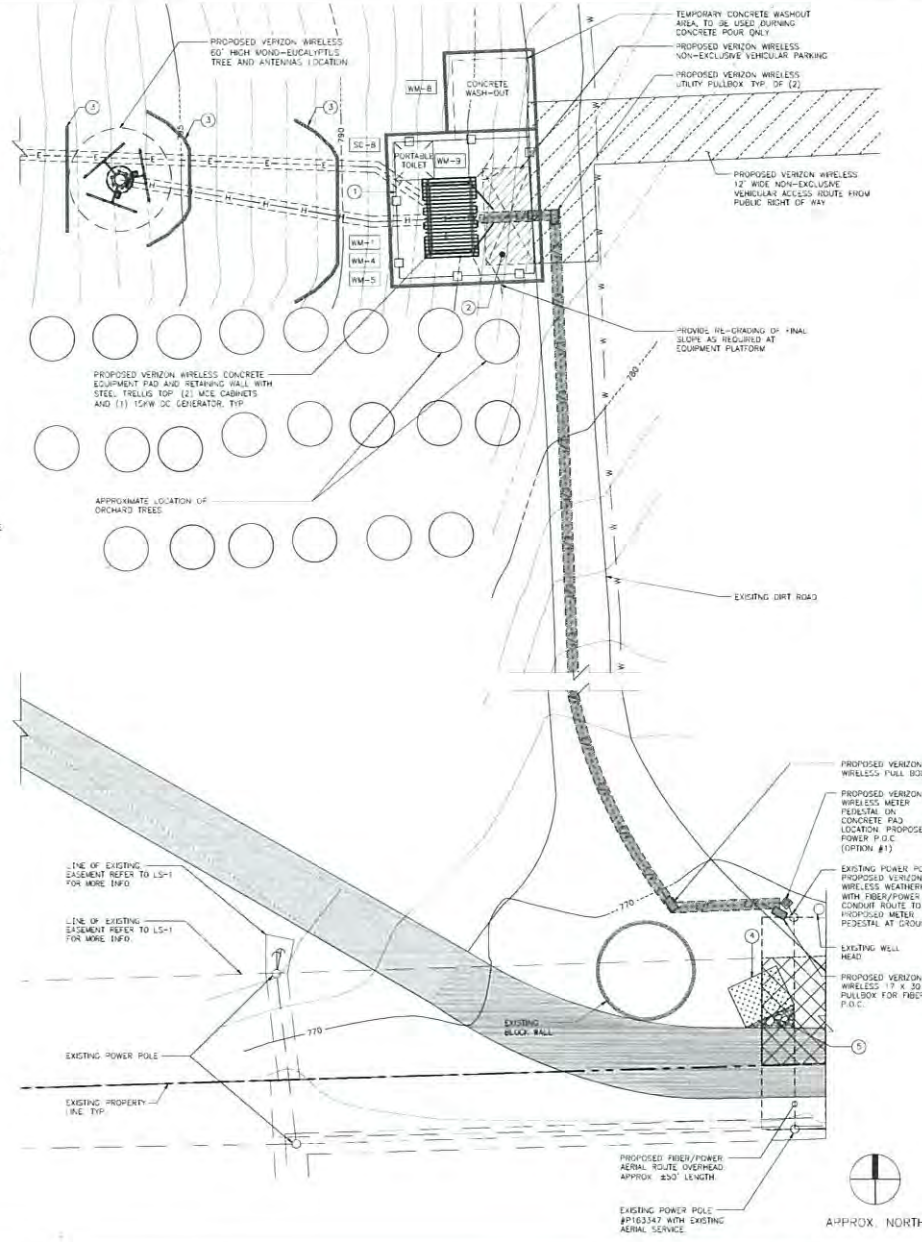 TEMPORARY CONCRETE WASHOUT
AREA, TO BE USED DURING
CONCRETE POUR ONLY
PROPOSED VERIZON WIRELESS
NON-EXCLUSIVE VEHICULAR PARKING
PROPOSED VERIZON WIRELESS
UTILITY PULLBOX TYP. OF (2)
PROPOSED VERIZON WIRELESS
60' HIGH MONO-EUCALYPTUS
TREE AND ANTENNAS LOCATION
WM-8
CONCRETE
WASH-OUT
3
3
3
790
SC-8
PORTABLE
TOILET
WM-9
1
E E E E E
H H H H H
WM-1
WM-4
WM-5
2
W W W W W
PROPOSED VERIZON WIRELESS
12' WIDE NON-EXCLUSIVE
VEHICULAR ACCESS ROUTE FROM
PUBLIC RIGHT OF WAY
PROVIDE RE-GRADING OF FINAL
SLOPE AS REQUIRED AT
EQUIPMENT PLATFORM
780
PROPOSED VERIZON WIRELESS CONCRETE
EQUIPMENT PAD AND RETAINING WALL WITH
STEEL TRELLIS TOP. (2) MCE CABINETS
AND (1) 15KW DC GENERATOR, TYP.
APPROXIMATE LOCATION OF
ORCHARD TREES
EXISITNG DIRT ROAD
PROPOSED VERIZON
WIRELESS PULL BO
PROPOSED VERIZON
WIRELESS METER
PEDESTAL ON
CONCRETE PAD
LOCATION. PROPOSE
POWER P.O.C.
(OPTION #1)
LINE OF EXISTING
EASEMENT REFER TO LS-1
FOR MORE INFO
EXISTING POWER PO
PROPOSED VERIZON
WIRELESS WEATHERH
WITH FIBER/POWER
CONDUIT ROUTE TO
PROPOSED METER
PEDESTAL AT GROU
770
LINE OF EXISTING
EASEMENT REFER TO LS-1
FOR MORE INFO.
4
EXISTING WELL
HEAD
PROPOSED VERIZON
WIRELESS 17 X 30
PULLBOX FOR FIBER
P.O.C.
770
EXISTING
BLOCK WALL
5
EXISTING POWER POLE
EXISTING PROPERTY
LINE, TYP.
PROPOSED FIBER/POWER
AERIAL ROUTE OVERHEAD
APPROX. ±50' LENGTH.
EXISTING POWER POLE
#P163347 WITH EXISTING
AERIAL SERVICE
APPROX. NORTH